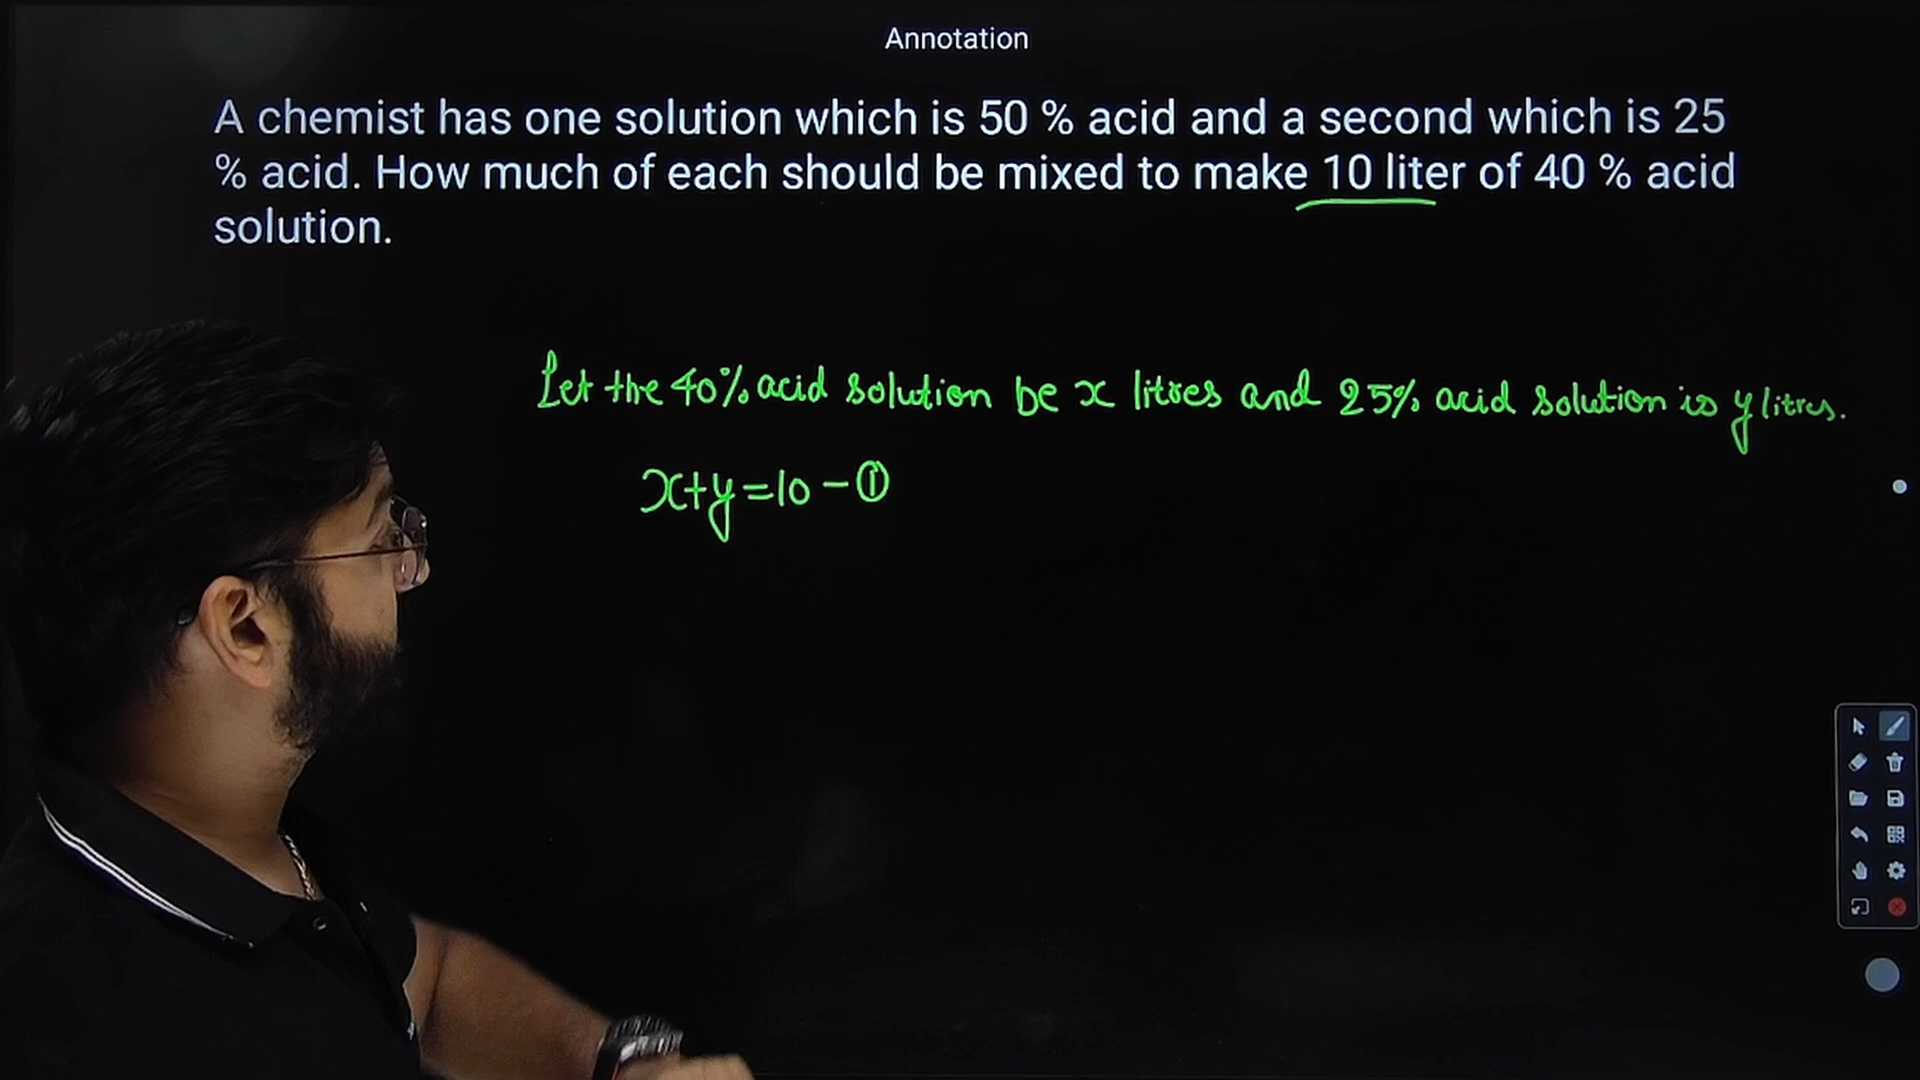 Annotation
A chemist has one solution which is 50 % acid and a second which is 25
% acid. How much of each should be mixed to make 10 liter of 40 % acid
solution.
Let the 40% acid solution be x litres and 25% acid solution is y litres.
x+y=10 - ①